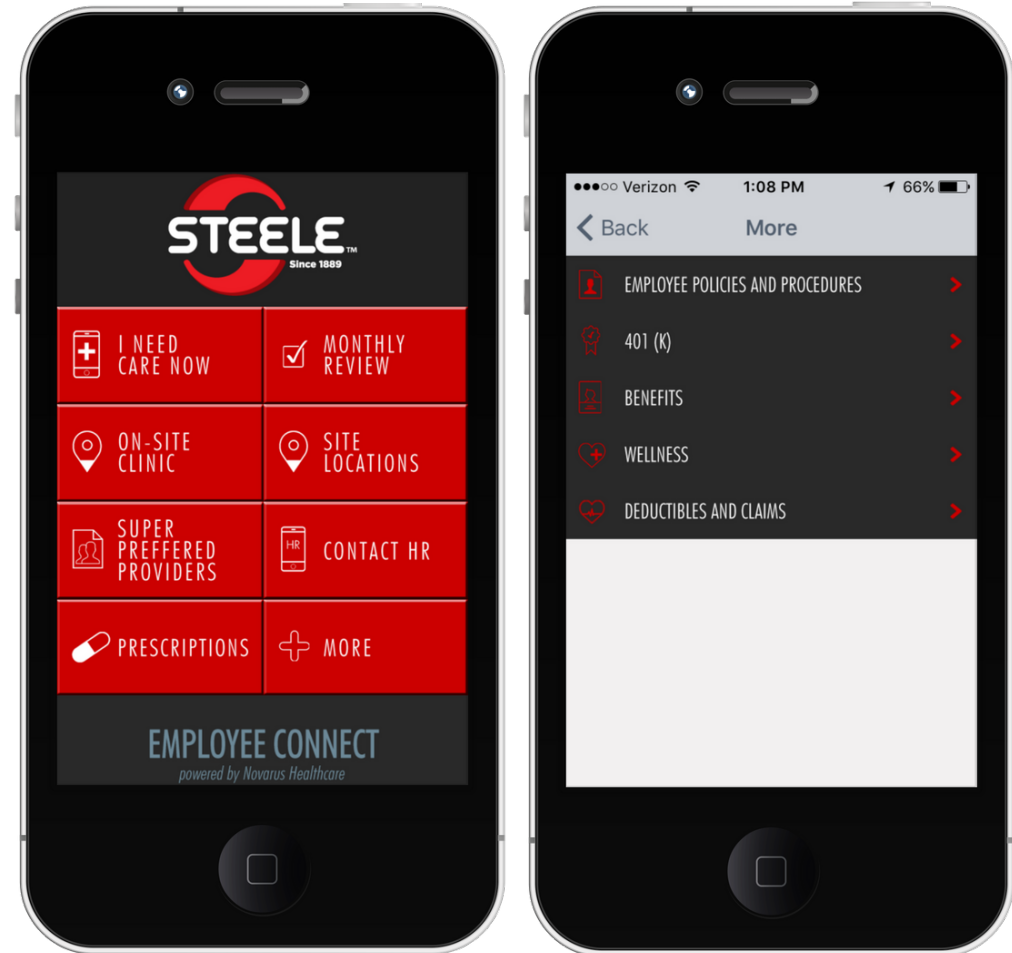 STEELE™
Since 1889
I NEED
CARE NOW
MONTHLY
REVIEW
ON-SITE
CLINIC
SITE
LOCATIONS
SUPER
PREFFERED
PROVIDERS
HR
CONTACT HR
PRESCRIPTIONS
MORE
EMPLOYEE CONNECT
powered by Novarus Healthcare
Verizon 1:08 PM 66%
Back More
EMPLOYEE POLICIES AND PROCEDURES
401 (K)
BENEFITS
WELLNESS
DEDUCTIBLES AND CLAIMS